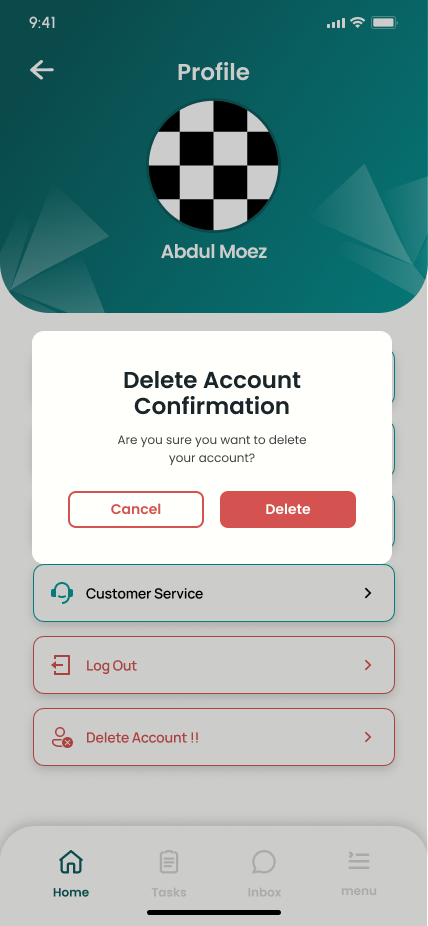 9:41
Profile
Abdul Moez
Delete Account
Confirmation
Are you sure you want to delete
your account?
Cancel
Delete
Customer Service
Log Out
Delete Account !!
Home
Tasks
Inbox
menu